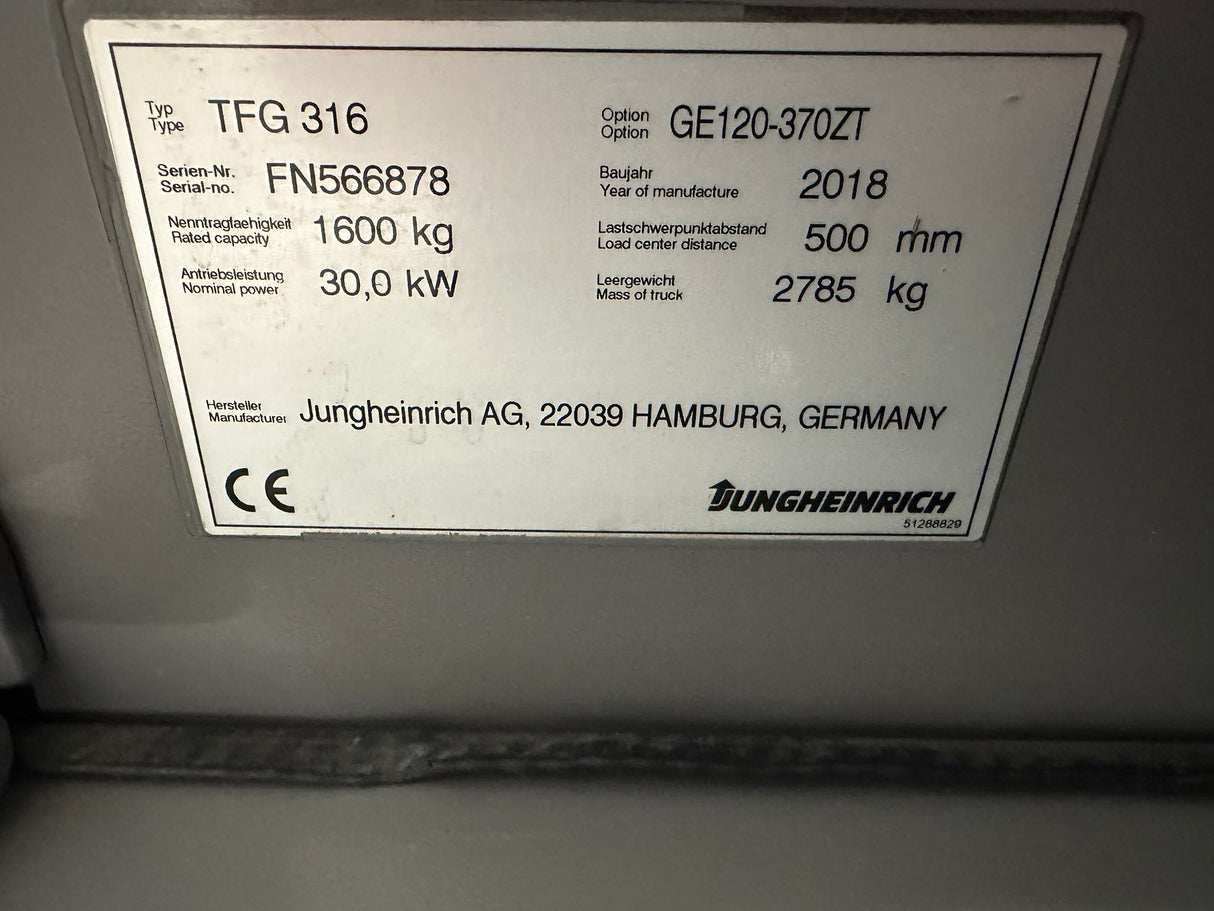 Typ
Type TFG 316
Option
Option GE120-370ZT
Serien-Nr.
Serial-no. FN566878
Baujahr
Year of manufacture 2018
Nenntragfaehigkeit
Rated capacity 1600 kg
Lastschwerpunktabstand
Load center distance 500 mm
Antriebsleistung
Nominal power 30,0 kW
Leergewicht
Mass of truck 2785 kg
Hersteller
Manufacturer Jungheinrich AG, 22039 HAMBURG, GERMANY
CE
JUNGHEINRICH
51288829